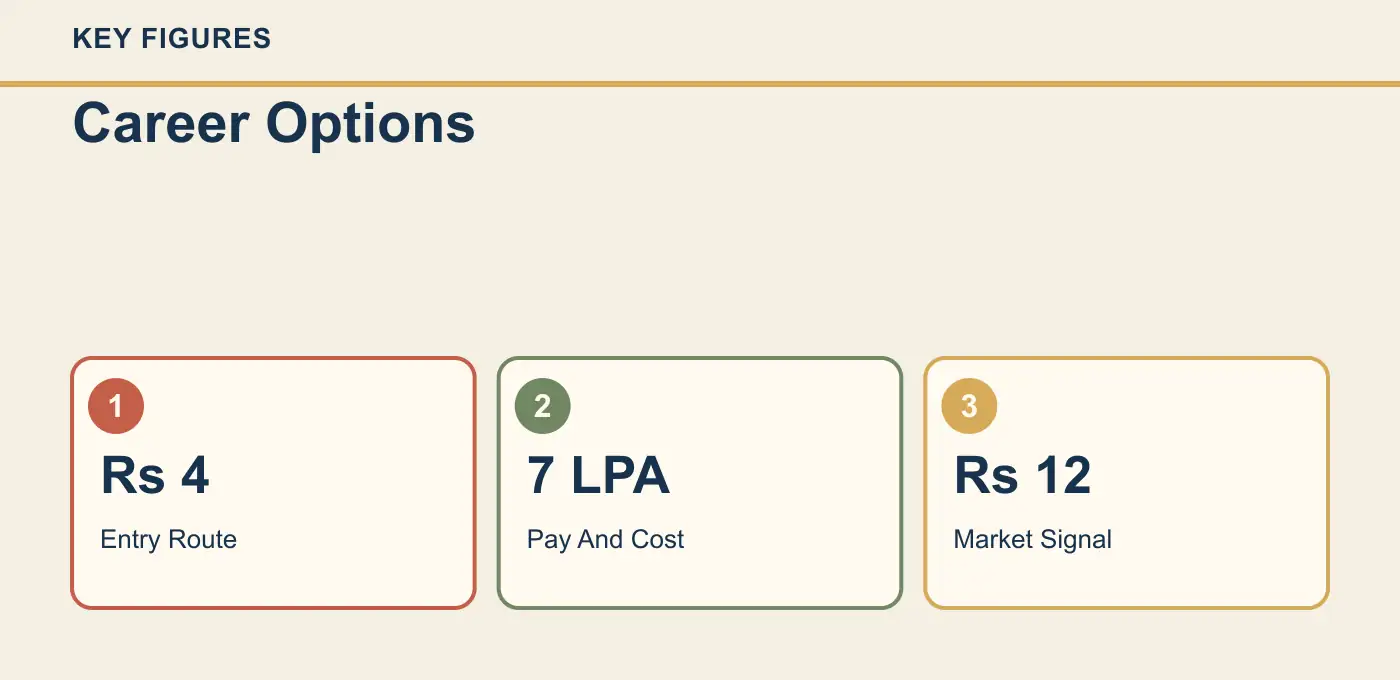 KEY FIGURES
Career Options
1
Rs 4
Entry Route
2
7 LPA
Pay And Cost
3
Rs 12
Market Signal